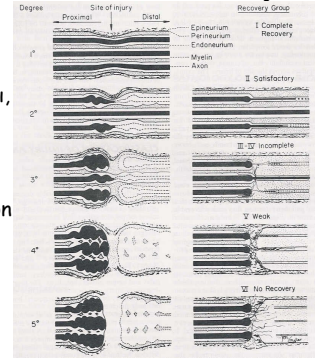 Degree
Site of injury
Proximal
Distal
Recovery Group
Epineurium
Perineurium
Endoneurium
Myelin
Axon
I Complete
Recovery
1°
II Satisfactory
2°
III-IV Incomplete
3°
on
V Weak
4°
VI No Recovery
5°